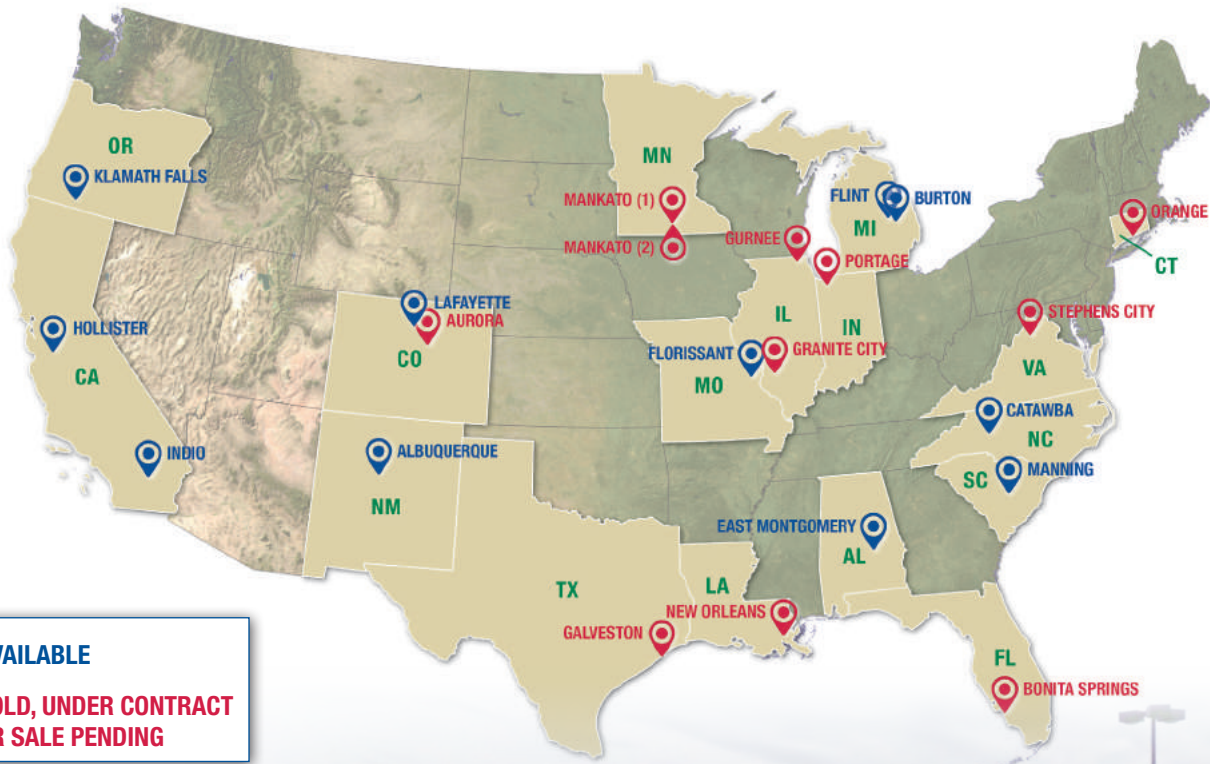 OR
KLAMATH FALLS
MN
MANKATO (1)
MANKATO (2)
FLINT
BURTON
MI
GURNEE
PORTAGE
ORANGE
CT
LAFAYETTE
AURORA
CO
HOLLISTER
CA
INDIO
IL
IN
FLORISSANT
GRANITE CITY
MO
STEPHENS CITY
VA
CATAWBA
NC
MANNING
SC
ALBUQUERQUE
NM
EAST MONTGOMERY
AL
TX
LA
NEW ORLEANS
GALVESTON
FL
BONITA SPRINGS
VAILABLE
OLD, UNDER CONTRACT
R SALE PENDING